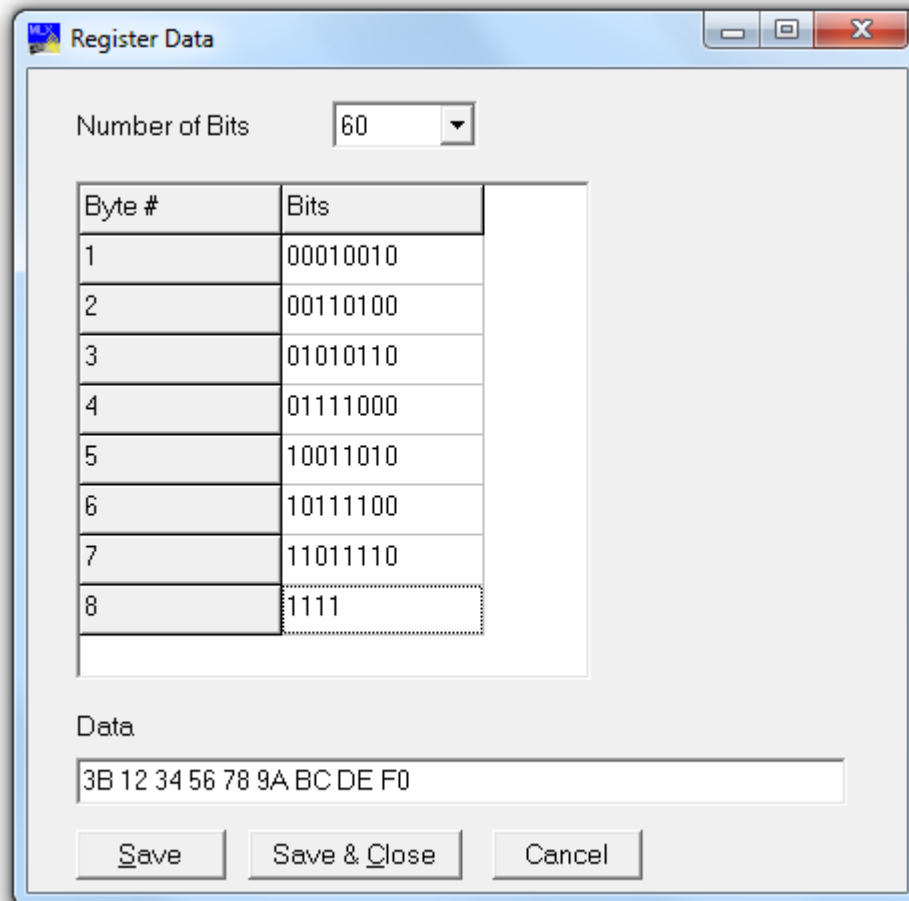 MLX
Register Data
Number of Bits 60
Byte # Bits
1 00010010
2 00110100
3 01010110
4 01111000
5 10011010
6 10111100
7 11011110
8 1111
Data
3B 12 34 56 78 9A BC DE F0
Save Save & Close Cancel